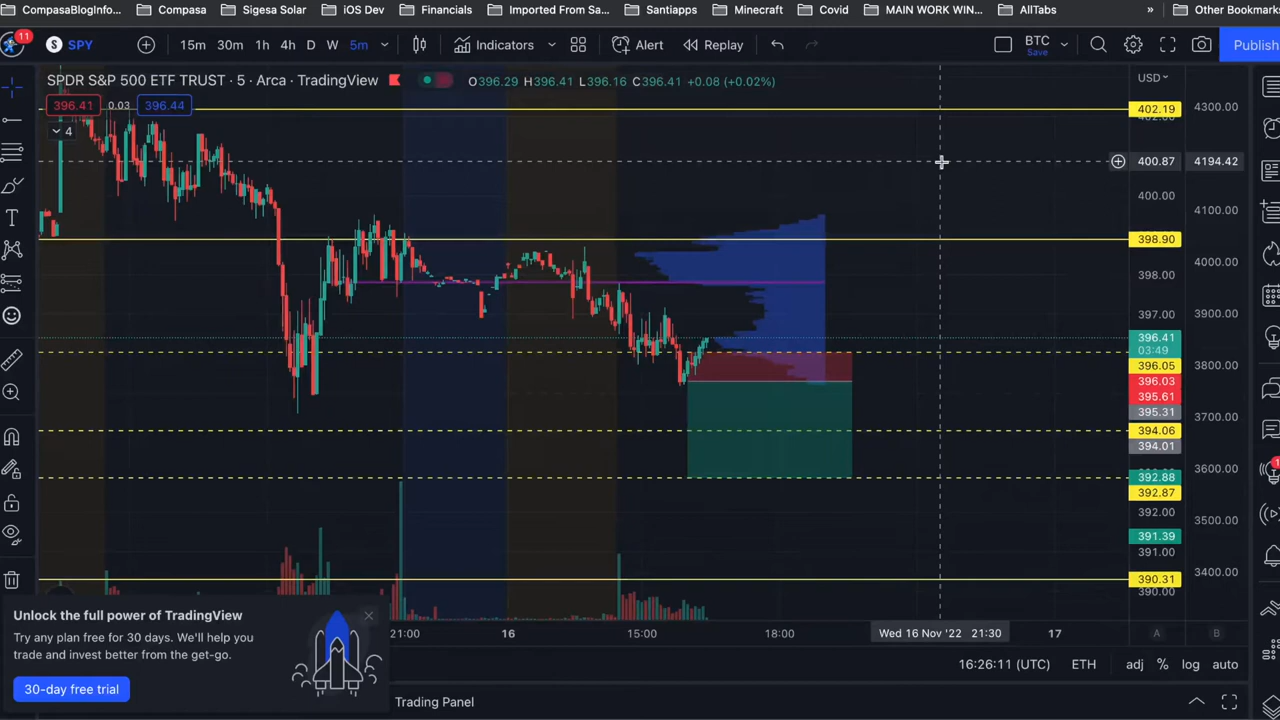 CompasaBlogInfo... Compasa Sigesa Solar iOS Dev Financials Imported From Sa... Santiapps Minecraft Covid MAIN WORK WIN... AllTabs » Other Bookmarks
11 S SPY 15m 30m 1h 4h D W 5m Indicators Alert Replay BTC Save Publish
SPDR S&P 500 ETF TRUST · 5 · Arca · TradingView O396.29 H396.41 L396.16 C396.41 +0.08 (+0.02%) USD
396.41 0.03 396.44
4
402.19
4300.00
400.87 4194.42
400.00
4100.00
398.90
4000.00
398.00
397.00
3900.00
396.41
03:49
396.05
3800.00
396.03
395.61
395.31
3700.00
394.06
394.01
3600.00
392.88
392.87
392.00
3500.00
391.39
391.00
3400.00
390.31
390.00
21:00 16 15:00 18:00 Wed 16 Nov '22 21:30 17 A B
Unlock the full power of TradingView
Try any plan free for 30 days. We'll help you
trade and invest better from the get-go.
30-day free trial
16:26:11 (UTC) ETH adj % log auto
Trading Panel